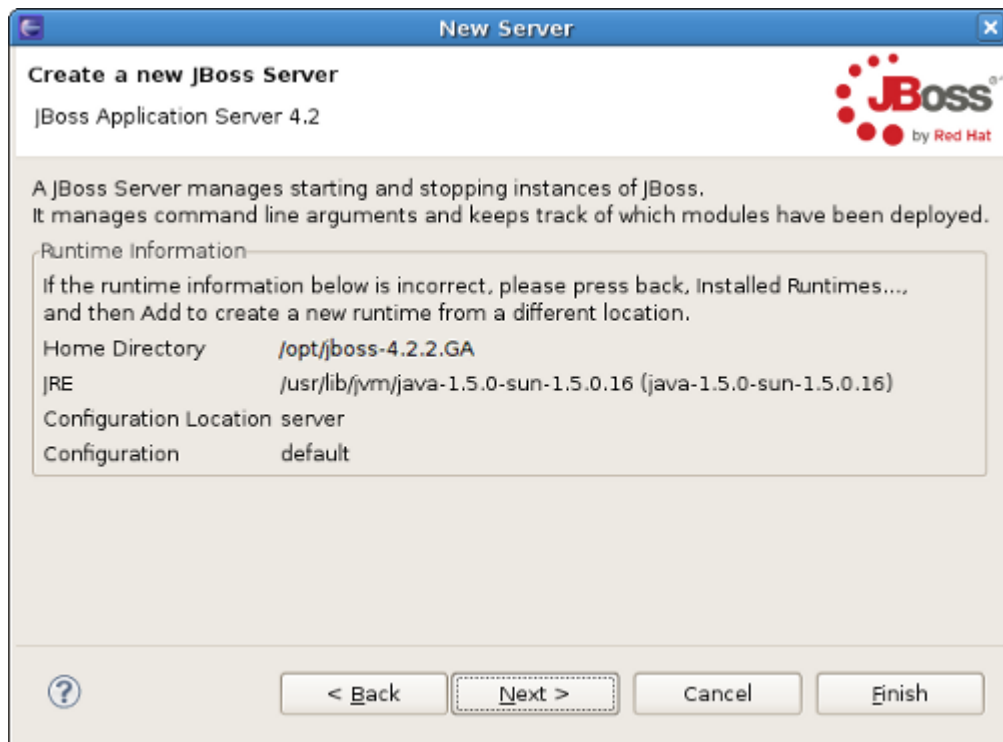 New Server
Create a new JBoss Server
JBoss Application Server 4.2
JBoss
by Red Hat
A JBoss Server manages starting and stopping instances of JBoss.
It manages command line arguments and keeps track of which modules have been deployed.
Runtime Information
If the runtime information below is incorrect, please press back, Installed Runtimes...,
and then Add to create a new runtime from a different location.
Home Directory /opt/jboss-4.2.2.GA
JRE /usr/lib/jvm/java-1.5.0-sun-1.5.0.16 (java-1.5.0-sun-1.5.0.16)
Configuration Location server
Configuration default
? < Back Next > Cancel Finish